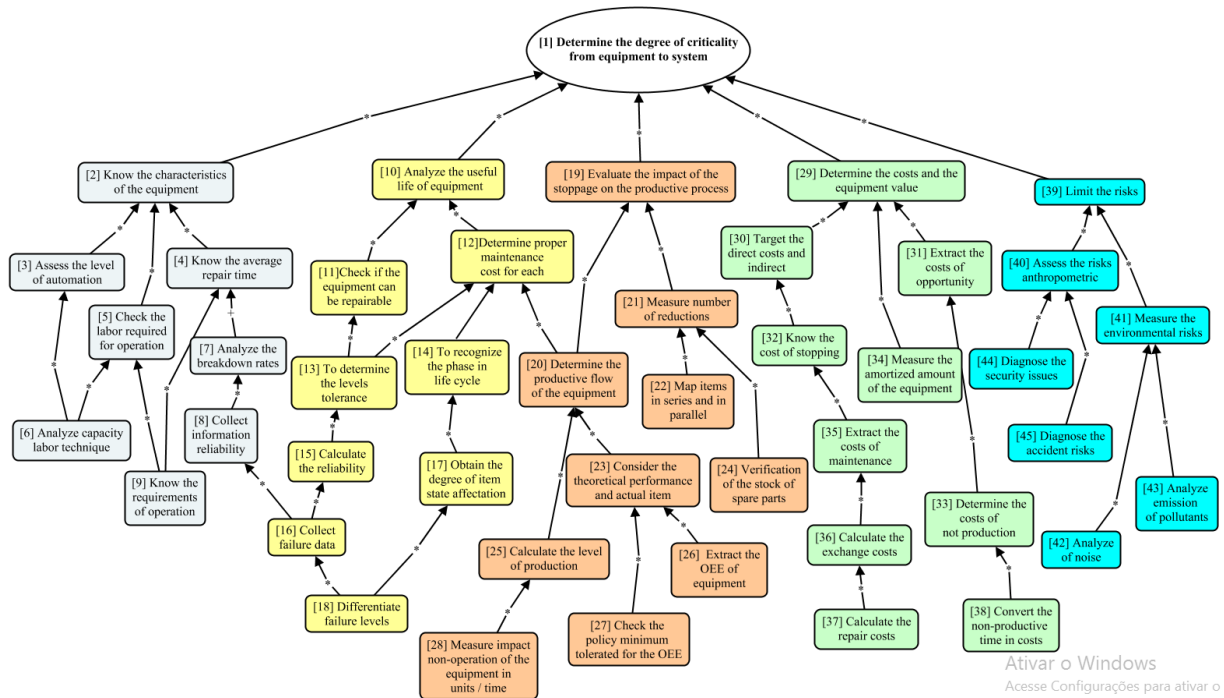 [1] Determine the degree of criticality
from equipment to system
[2] Know the characteristics
of the equipment
[10] Analyze the useful
life of equipment
[19] Evaluate the impact of the
stoppage on the productive process
[29] Determine the costs and the
equipment value
[39] Limit the risks
[3] Assess the level
of automation
[4] Know the average
repair time
[5] Check the
labor required
for operation
[7] Analyze the
breakdown rates
[6] Analyze capacity
labor technique
[8] Collect
information
reliability
[9] Know the
requirements
of operation
[11]Check if the
equipment can
be repairable
[12]Determine proper
maintenance
cost for each
[13] To determine
the levels
tolerance
[14] To recognize
the phase in
life cycle
[15] Calculate
the reliability
[17] Obtain the
degree of item
state affectation
[16] Collect
failure data
[18] Differentiate
failure levels
[21] Measure number
of reductions
[20] Determine the
productive flow
of the equipment
[22] Map items
in series and in
parallel
[23] Consider the
theoretical performance
and actual item
[24] Verification
of the stock of
spare parts
[25] Calculate the level
of production
[26] Extract the
OEE of
equipment
[27] Check the
policy minimum
tolerated for the OEE
[28] Measure impact
non-operation of the
equipment in
units / time
[30] Target the
direct costs and
indirect
[31] Extract the
costs of
opportunity
[32] Know the
cost of stopping
[34] Measure the
amortized amount
of the equipment
[35] Extract the
costs of
maintenance
[33] Determine the
costs of
not production
[36] Calculate the
exchange costs
[37] Calculate the
repair costs
[38] Convert the
non-productive
time in costs
[40] Assess the risks
anthropometric
[41] Measure the
environmental risks
[44] Diagnose the
security issues
[45] Diagnose the
accident risks
[43] Analyze
emission
of pollutants
[42] Analyze
of noise
Ativar o Windows
Acesse Configurações para ativar o